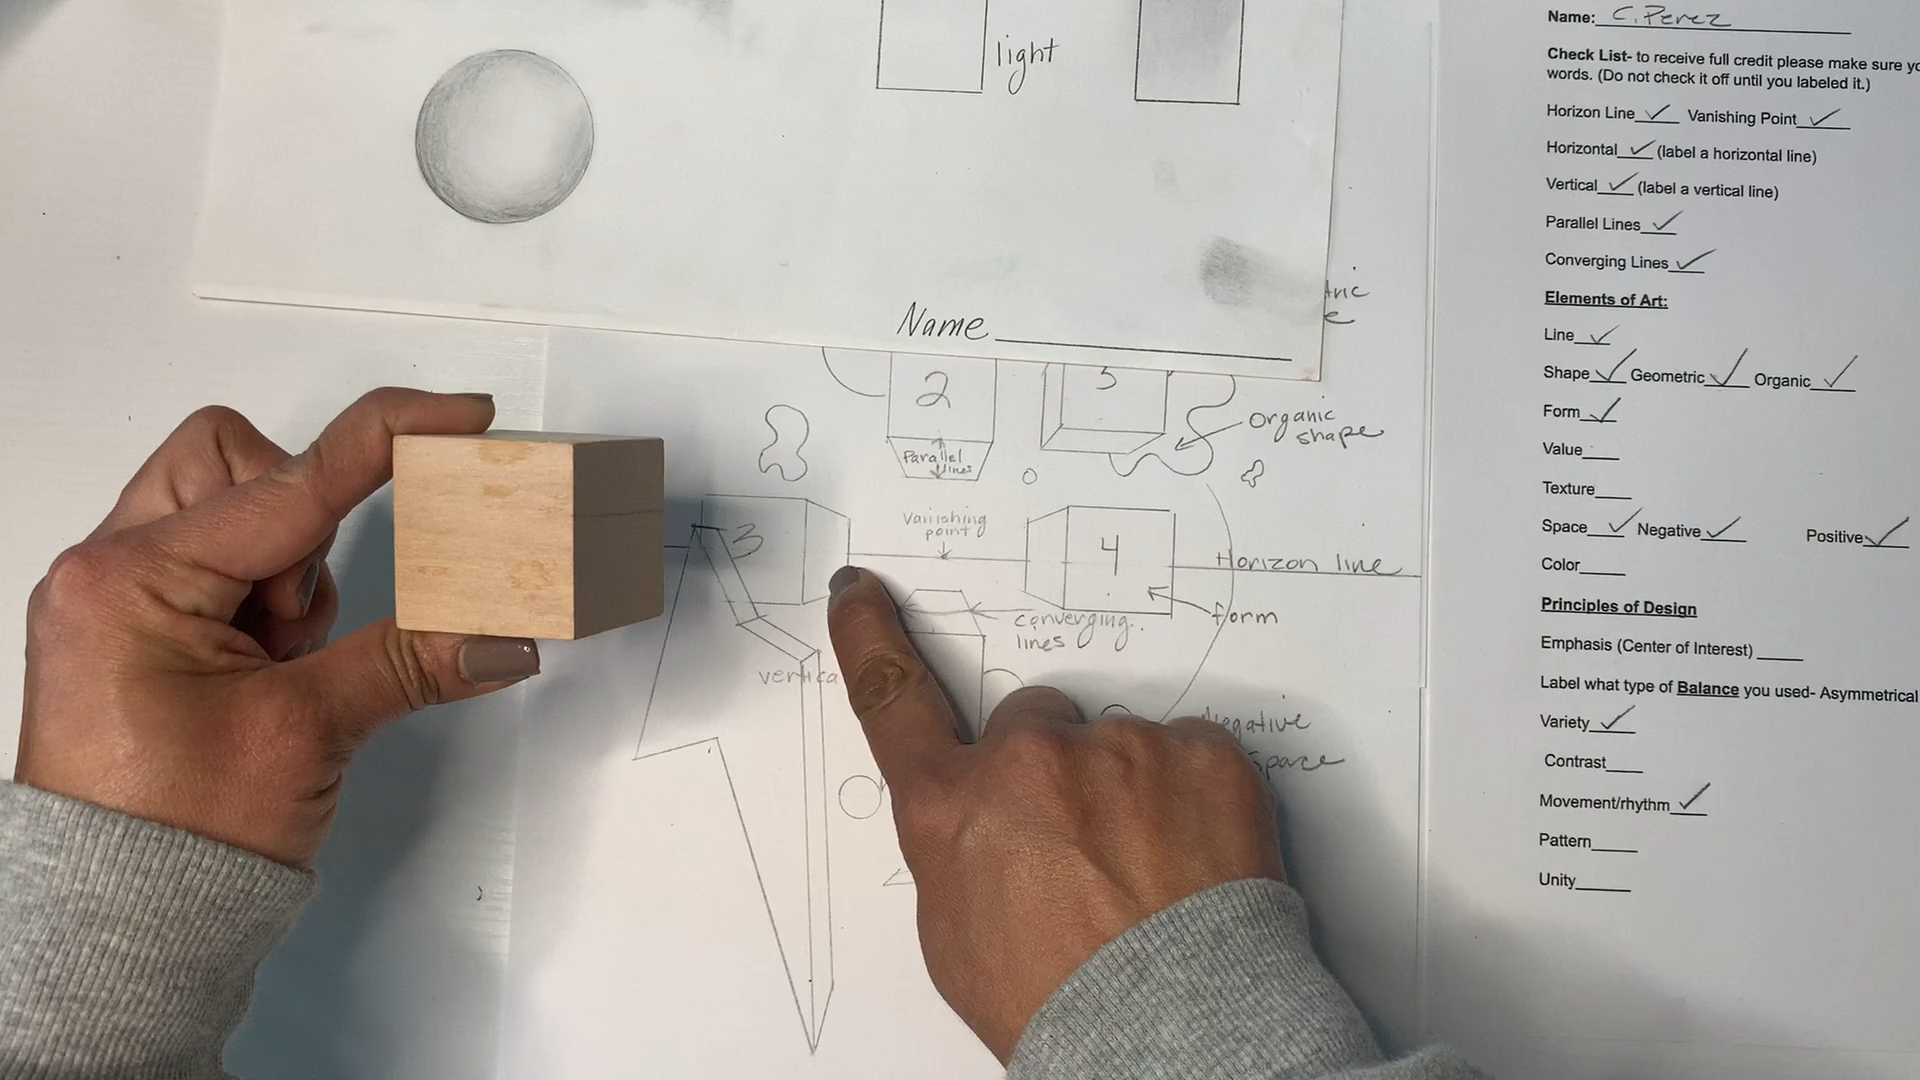 light
Name
2
Parallel
lines
Organic
shape
3
Vanishing
point
4
Horizon line
form
converging
lines
Negative
Space
Name: C. Perez
Check List- to receive full credit please make sure
words. (Do not check it off until you labeled it.)
Horizon Line Vanishing Point
Horizontal (label a horizontal line)
Vertical (label a vertical line)
Parallel Lines
Converging Lines
Elements of Art:
Line
Shape Geometric Organic
Form
Value
Texture
Space Negative Positive
Color
Principles of Design
Emphasis (Center of Interest)
Label what type of Balance you used- Asymmetrical
Variety
Contrast
Movement/rhythm
Pattern
Unity